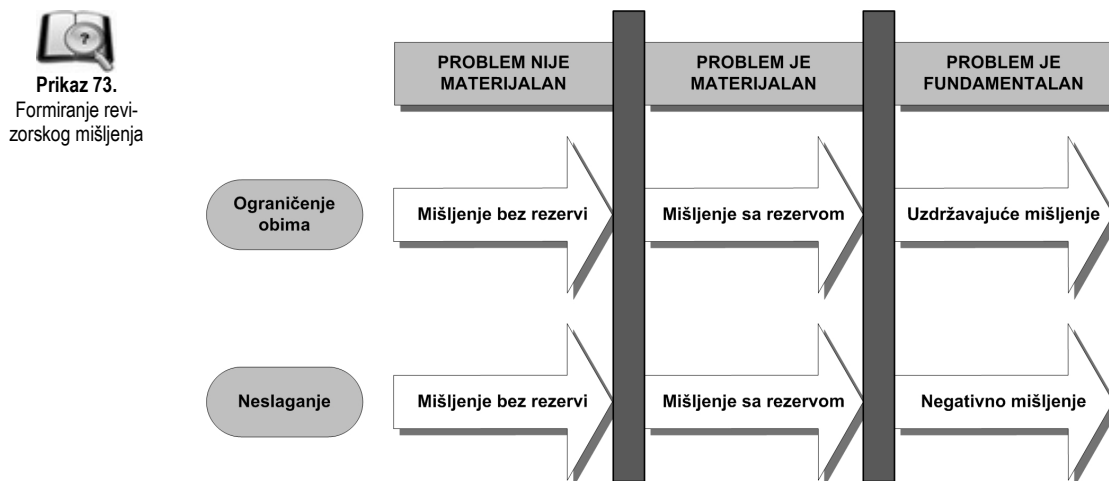 ?
Prikaz 73.
Formiranje revi-
zorskog mišljenja
PROBLEM NIJE
MATERIJALAN
PROBLEM JE
MATERIJALAN
PROBLEM JE
FUNDAMENTALAN
Ograničenje
obima
Mišljenje bez rezervi
Mišljenje sa rezervom
Uzdržavajuće mišljenje
Neslaganje
Mišljenje bez rezervi
Mišljenje sa rezervom
Negativno mišljenje